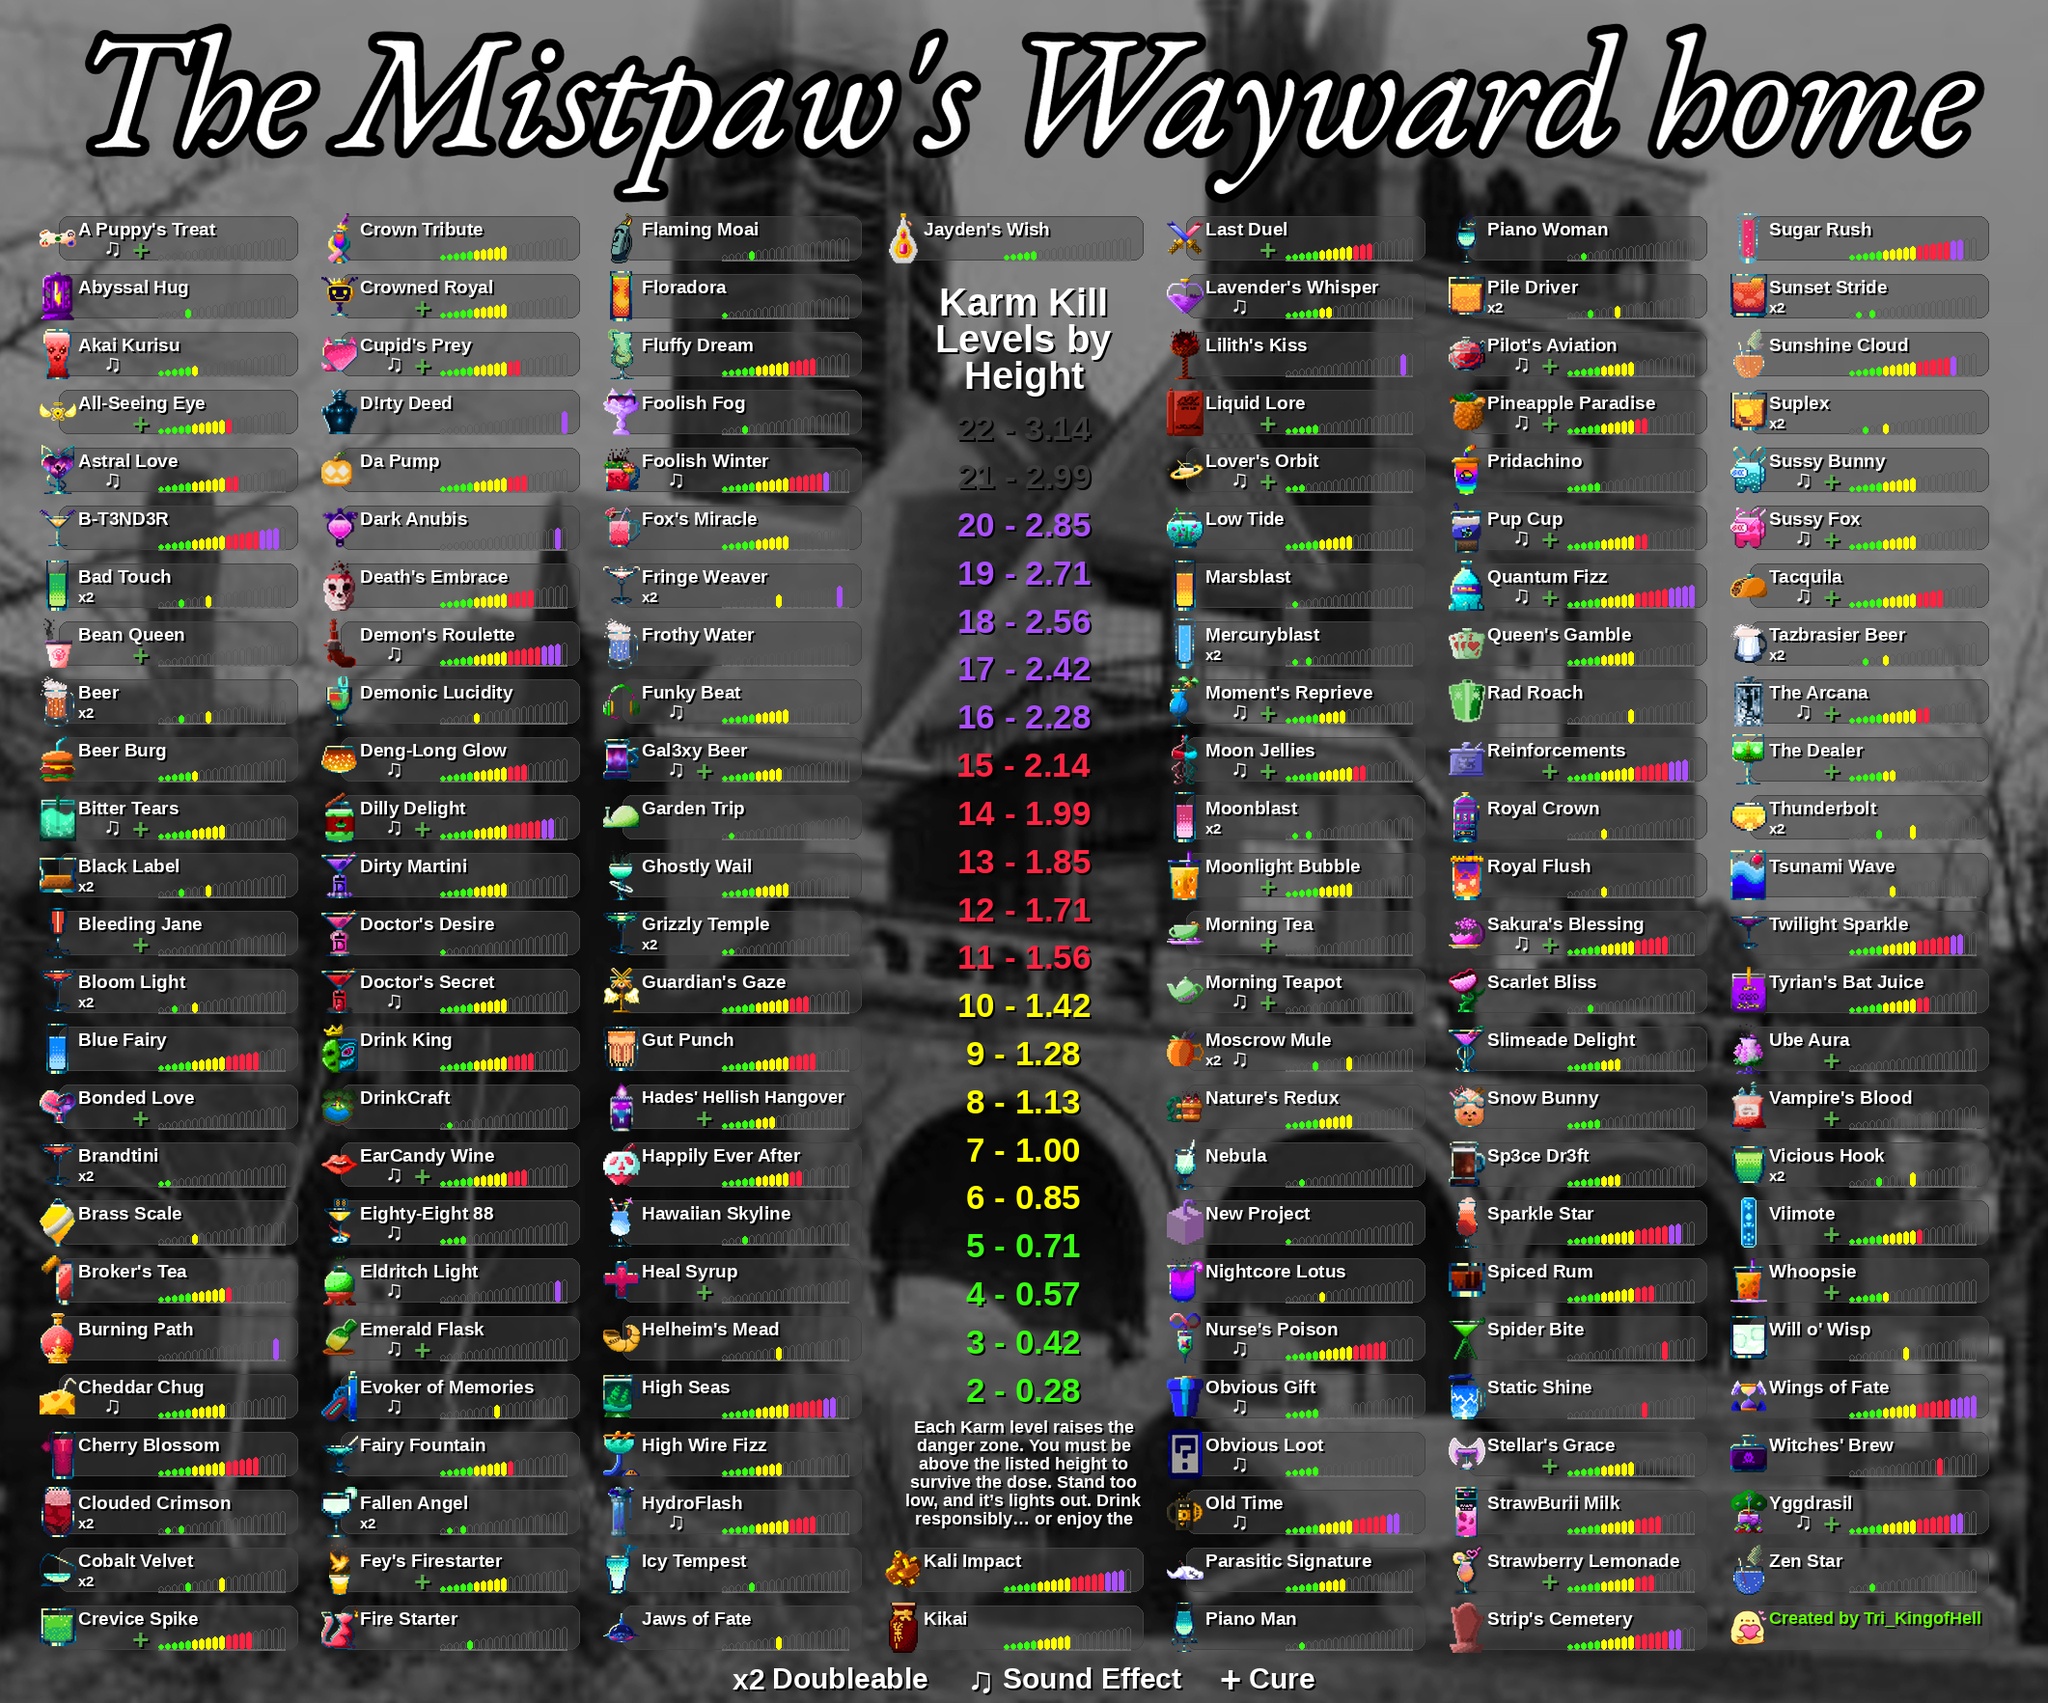 The Mistpaw's Wayward home
A Puppy's Treat
♫ +
Abyssal Hug
Akai Kurisu
♫
All-Seeing Eye
+
Astral Love
♫
B-T3ND3R
Bad Touch
x2
Bean Queen
+
Beer
x2
Beer Burg
Bitter Tears
♫ +
Black Label
x2
Bleeding Jane
+
Bloom Light
x2
Blue Fairy
Bonded Love
+
Brandtini
x2
Brass Scale
Broker's Tea
Burning Path
Cheddar Chug
♫
Cherry Blossom
Clouded Crimson
x2
Cobalt Velvet
x2
Crevice Spike
+
Crown Tribute
Crowned Royal
+
Cupid's Prey
♫ +
D!rty Deed
Da Pump
Dark Anubis
Death's Embrace
Demon's Roulette
♫
Demonic Lucidity
Deng-Long Glow
♫
Dilly Delight
♫ +
Dirty Martini
Doctor's Desire
Doctor's Secret
♫
Drink King
DrinkCraft
EarCandy Wine
♫ +
Eighty-Eight 88
♫
Eldritch Light
♫
Emerald Flask
♫ +
Evoker of Memories
♫
Fairy Fountain
Fallen Angel
x2
Fey's Firestarter
+
Fire Starter
Flaming Moai
Floradora
Fluffy Dream
Foolish Fog
Foolish Winter
♫
Fox's Miracle
Fringe Weaver
x2
Frothy Water
Funky Beat
♫
Gal3xy Beer
♫ +
Garden Trip
Ghostly Wail
Grizzly Temple
x2
Guardian's Gaze
Gut Punch
Hades' Hellish Hangover
+
Happily Ever After
Hawaiian Skyline
Heal Syrup
+
Helheim's Mead
High Seas
High Wire Fizz
HydroFlash
♫
Icy Tempest
Jaws of Fate
Jayden's Wish
Karm Kill
Levels by
Height
22 - 3.14
21 - 2.99
20 - 2.85
19 - 2.71
18 - 2.56
17 - 2.42
16 - 2.28
15 - 2.14
14 - 1.99
13 - 1.85
12 - 1.71
11 - 1.56
10 - 1.42
9 - 1.28
8 - 1.13
7 - 1.00
6 - 0.85
5 - 0.71
4 - 0.57
3 - 0.42
2 - 0.28
Each Karm level raises the
danger zone. You must be
above the listed height to
survive the dose. Stand too
low, and it's lights out. Drink
responsibly... or enjoy the
Kali Impact
Kikai
Last Duel
+
Lavender's Whisper
♫
Lilith's Kiss
Liquid Lore
+
Lover's Orbit
♫ +
Low Tide
Marsblast
Mercuryblast
x2
Moment's Reprieve
♫ +
Moon Jellies
♫ +
Moonblast
x2
Moonlight Bubble
+
Morning Tea
+
Morning Teapot
♫ +
Moscrow Mule
x2 ♫
Nature's Redux
Nebula
New Project
Nightcore Lotus
Nurse's Poison
♫
Obvious Gift
♫
Obvious Loot
♫
Old Time
♫
Parasitic Signature
Piano Man
Piano Woman
Pile Driver
x2
Pilot's Aviation
♫ +
Pineapple Paradise
♫ +
Pridachino
Pup Cup
♫ +
Quantum Fizz
♫ +
Queen's Gamble
Rad Roach
Reinforcements
+
Royal Crown
Royal Flush
Sakura's Blessing
♫ +
Scarlet Bliss
Slimeade Delight
Snow Bunny
Sp3ce Dr3ft
Sparkle Star
Spiced Rum
Spider Bite
Static Shine
Stellar's Grace
+
StrawBurii Milk
Strawberry Lemonade
+
Strip's Cemetery
Sugar Rush
Sunset Stride
x2
Sunshine Cloud
Suplex
x2
Sussy Bunny
♫ +
Sussy Fox
♫ +
Tacquila
♫ +
Tazbrasier Beer
x2
The Arcana
♫ +
The Dealer
+
Thunderbolt
x2
Tsunami Wave
Twilight Sparkle
Tyrian's Bat Juice
Ube Aura
+
Vampire's Blood
+
Vicious Hook
x2
Viimote
+
Whoopsie
+
Will o' Wisp
Wings of Fate
Witches' Brew
Yggdrasil
♫ +
Zen Star
Created by Tri_KingofHell
x2 Doubleable ♫ Sound Effect + Cure